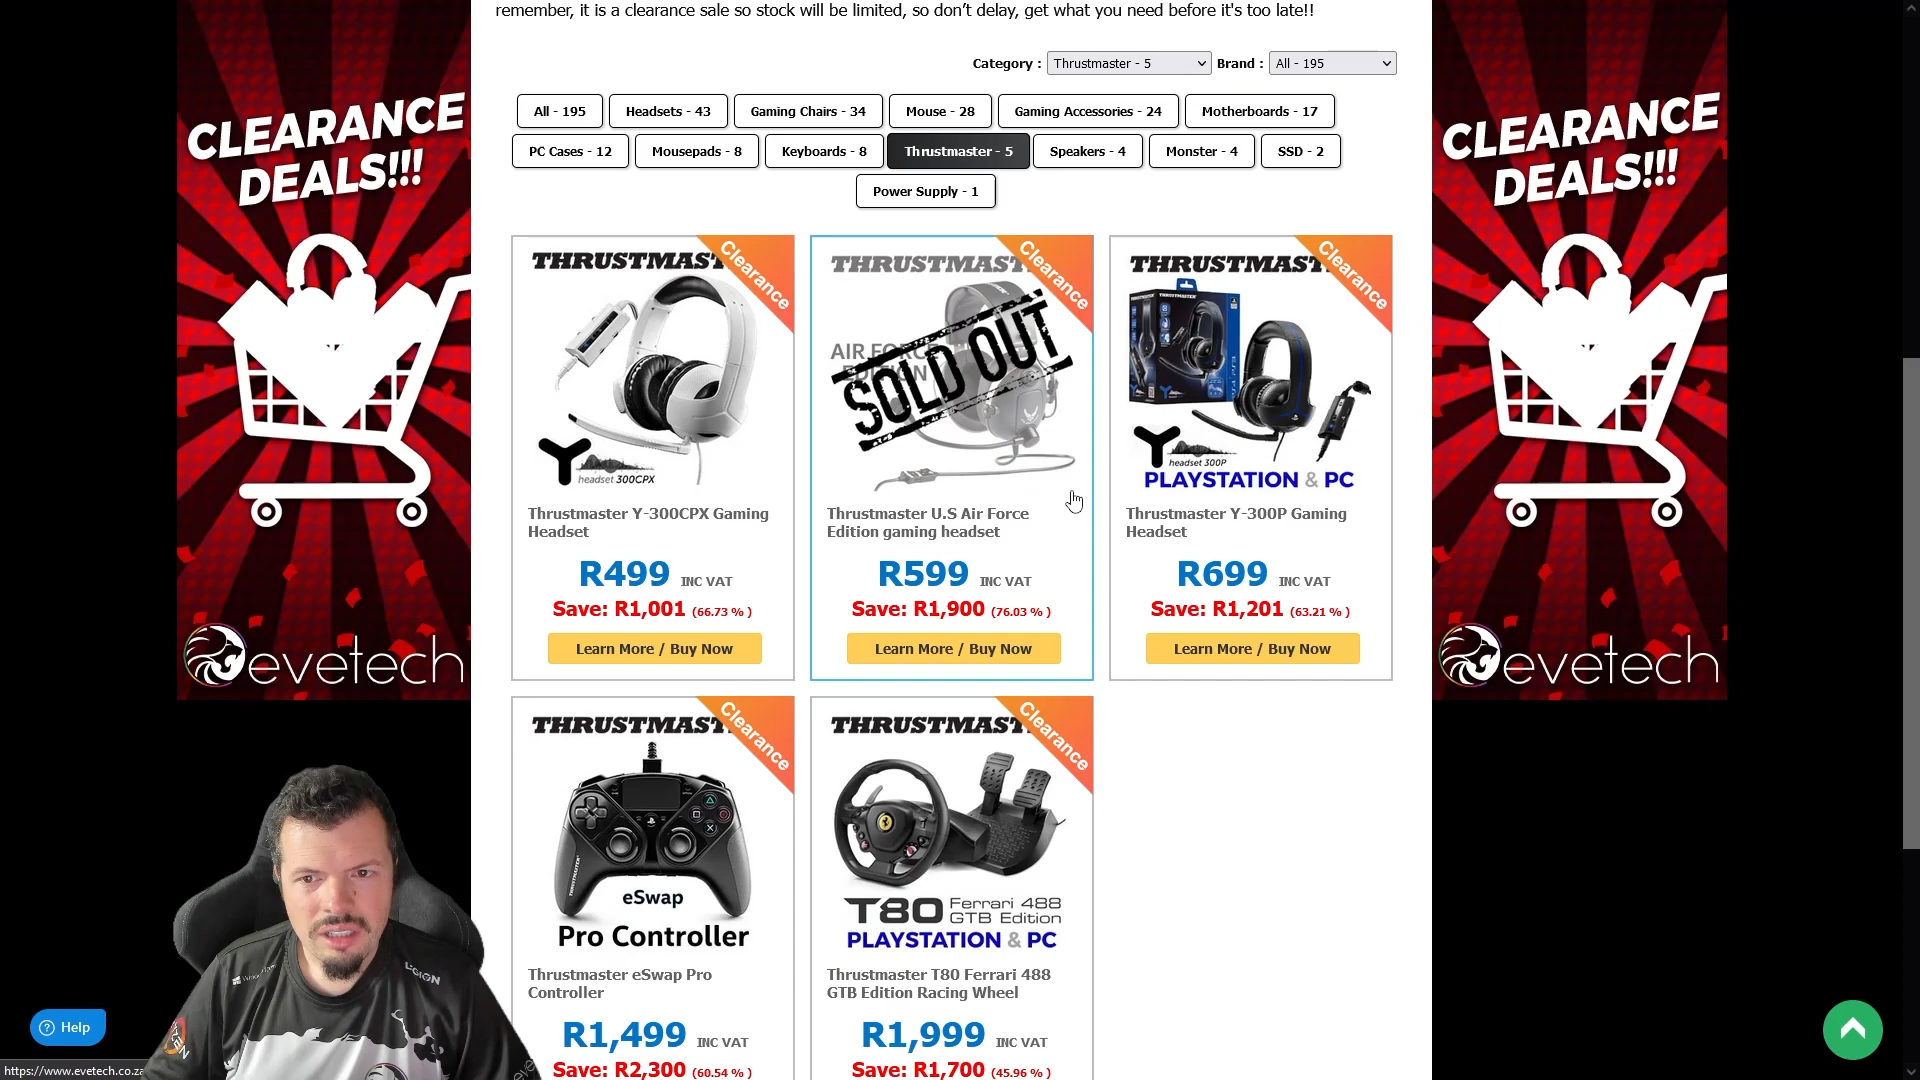 remember, it is a clearance sale so stock will be limited, so don’t delay, get what you need before it's too late!!
Category : Thrustmaster - 5 Brand : All - 195
All - 195 Headsets - 43 Gaming Chairs - 34 Mouse - 28 Gaming Accessories - 24 Motherboards - 17
PC Cases - 12 Mousepads - 8 Keyboards - 8 Thrustmaster - 5 Speakers - 4 Monster - 4 SSD - 2
Power Supply - 1
CLEARANCE
DEALS!!!
evetech
CLEARANCE
DEALS!!!
evetech
THRUSTMAST
Clearance
headset 300CPX
Thrustmaster Y-300CPX Gaming
Headset
R499 INC VAT
Save: R1,001 (66.73 % )
Learn More / Buy Now
THRUSTMAST
Clearance
AIR FORCE
EDITION
SOLD OUT
Thrustmaster U.S Air Force
Edition gaming headset
R599 INC VAT
Save: R1,900 (76.03 % )
Learn More / Buy Now
THRUSTMAST
Clearance
headset 300P
PLAYSTATION & PC
Thrustmaster Y-300P Gaming
Headset
R699 INC VAT
Save: R1,201 (63.21 % )
Learn More / Buy Now
THRUSTMAST
Clearance
eSwap
Pro Controller
Thrustmaster eSwap Pro
Controller
R1,499 INC VAT
Save: R2,300 (60.54 % )
THRUSTMAST
Clearance
T80 Ferrari 488
GTB Edition
PLAYSTATION & PC
Thrustmaster T80 Ferrari 488
GTB Edition Racing Wheel
R1,999 INC VAT
Save: R1,700 (45.96 % )
LEGION
Help
https://www.evetech.co.za